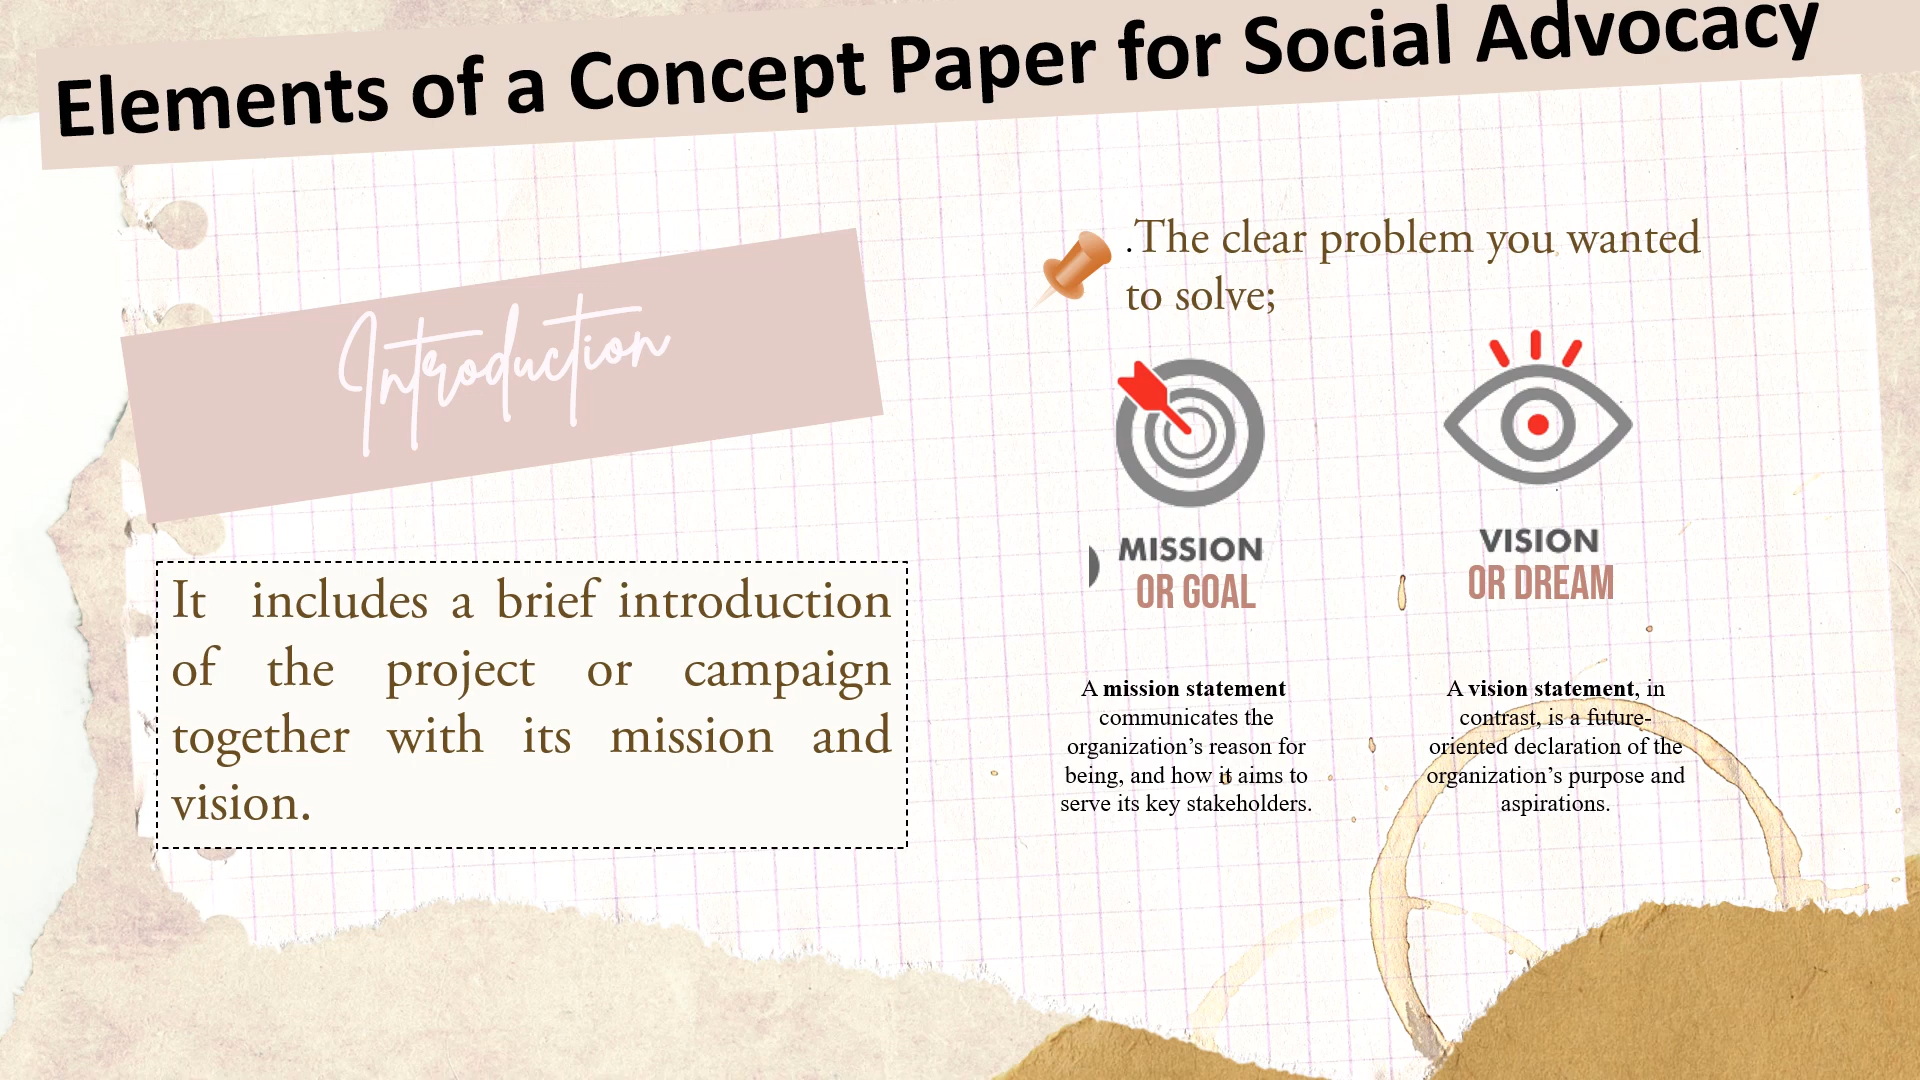 Elements of a Concept Paper for Social Advocacy
Introduction
It includes a brief introduction
of the project or campaign
together with its mission and
vision.
.The clear problem you wanted
to solve;
MISSION
OR GOAL
VISION
OR DREAM
A mission statement
communicates the
organization’s reason for
being, and how it aims to
serve its key stakeholders.
A vision statement, in
contrast, is a future-
oriented declaration of the
organization’s purpose and
aspirations.